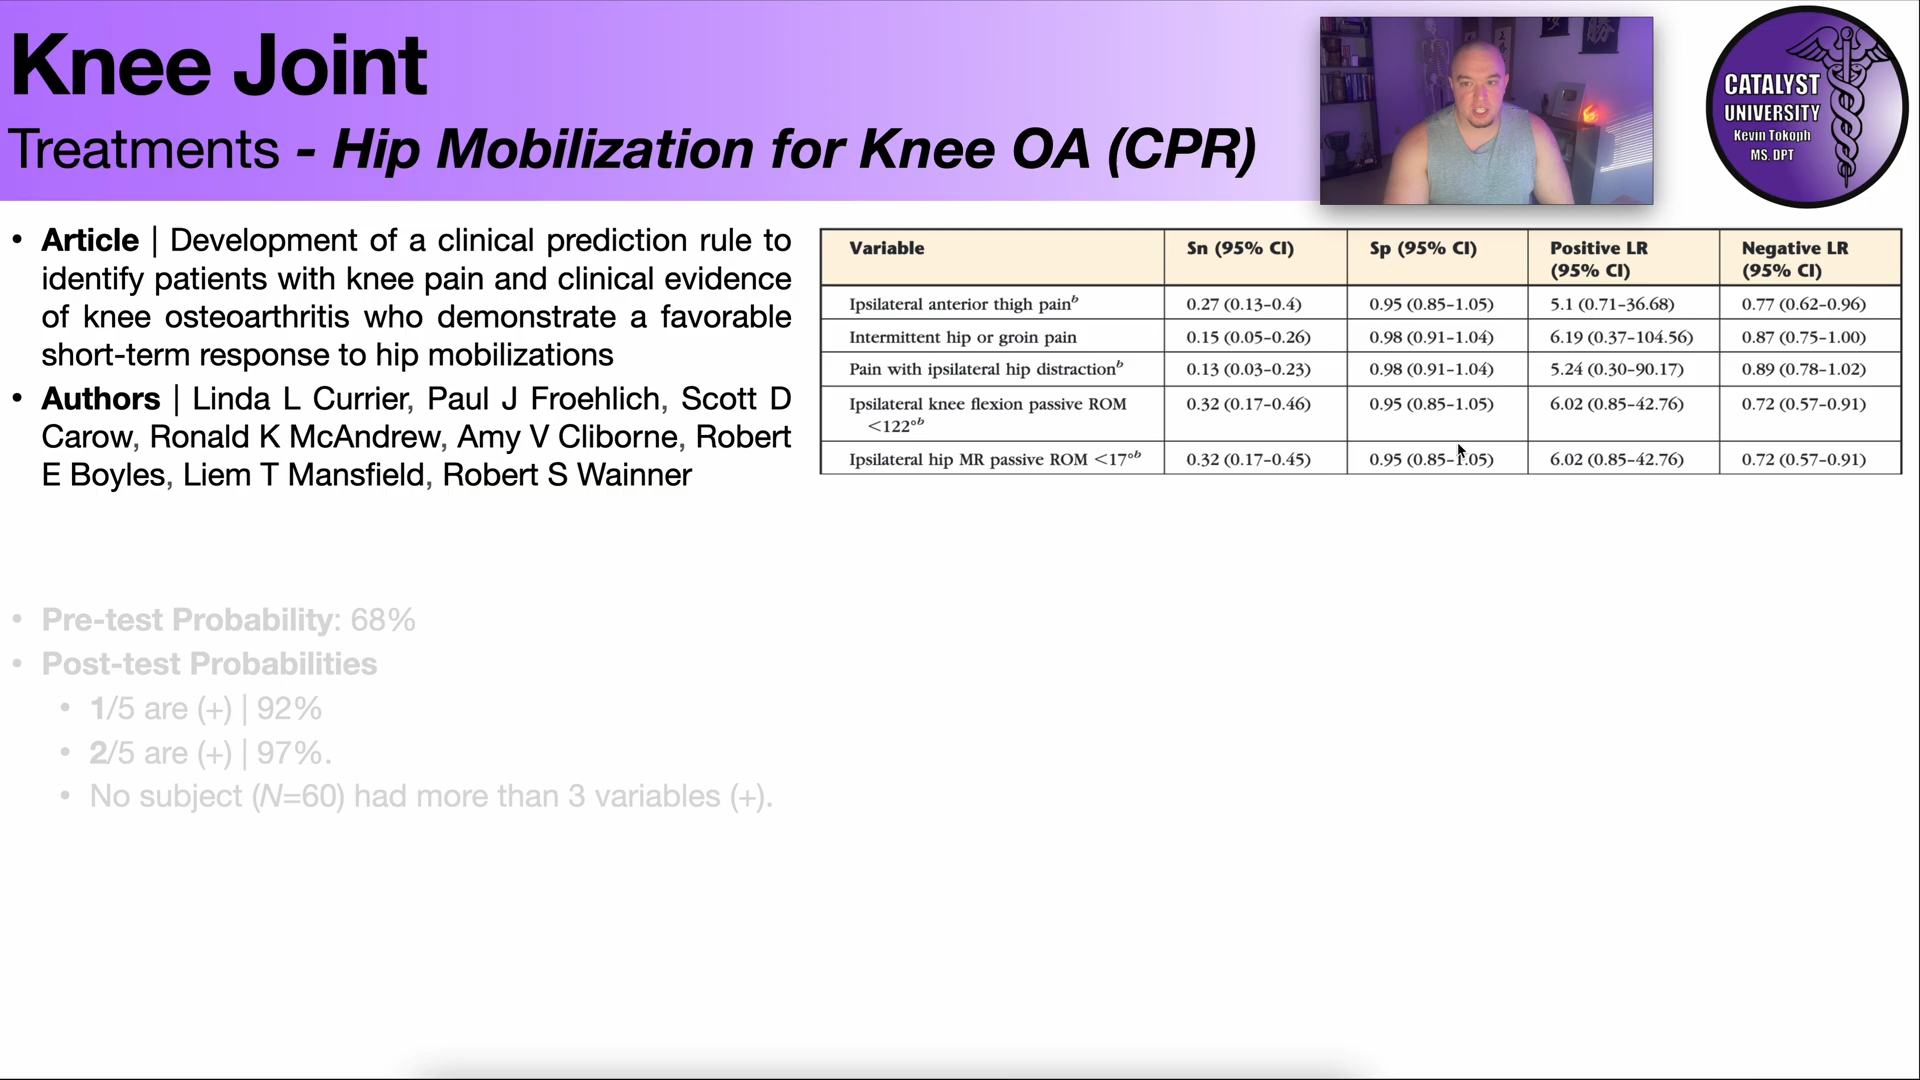 Knee Joint
Treatments - Hip Mobilization for Knee OA (CPR)
CATALYST
UNIVERSITY
Kevin Tokoph
MS, DPT
• Article | Development of a clinical prediction rule to
identify patients with knee pain and clinical evidence
of knee osteoarthritis who demonstrate a favorable
short-term response to hip mobilizations
• Authors | Linda L Currier, Paul J Froehlich, Scott D
Carow, Ronald K McAndrew, Amy V Cliborne, Robert
E Boyles, Liem T Mansfield, Robert S Wainner
• Pre-test Probability: 68%
• Post-test Probabilities
• 1/5 are (+) | 92%
• 2/5 are (+) | 97%.
• No subject (N=60) had more than 3 variables (+).
Variable Sn (95% CI) Sp (95% CI) Positive LR (95% CI) Negative LR (95% CI)
Ipsilateral anterior thigh painᵇ 0.27 (0.13–0.4) 0.95 (0.85–1.05) 5.1 (0.71–36.68) 0.77 (0.62–0.96)
Intermittent hip or groin pain 0.15 (0.05–0.26) 0.98 (0.91–1.04) 6.19 (0.37–104.56) 0.87 (0.75–1.00)
Pain with ipsilateral hip distractionᵇ 0.13 (0.03–0.23) 0.98 (0.91–1.04) 5.24 (0.30–90.17) 0.89 (0.78–1.02)
Ipsilateral knee flexion passive ROM <122°ᵇ 0.32 (0.17–0.46) 0.95 (0.85–1.05) 6.02 (0.85–42.76) 0.72 (0.57–0.91)
Ipsilateral hip MR passive ROM <17°ᵇ 0.32 (0.17–0.45) 0.95 (0.85–1.05) 6.02 (0.85–42.76) 0.72 (0.57–0.91)